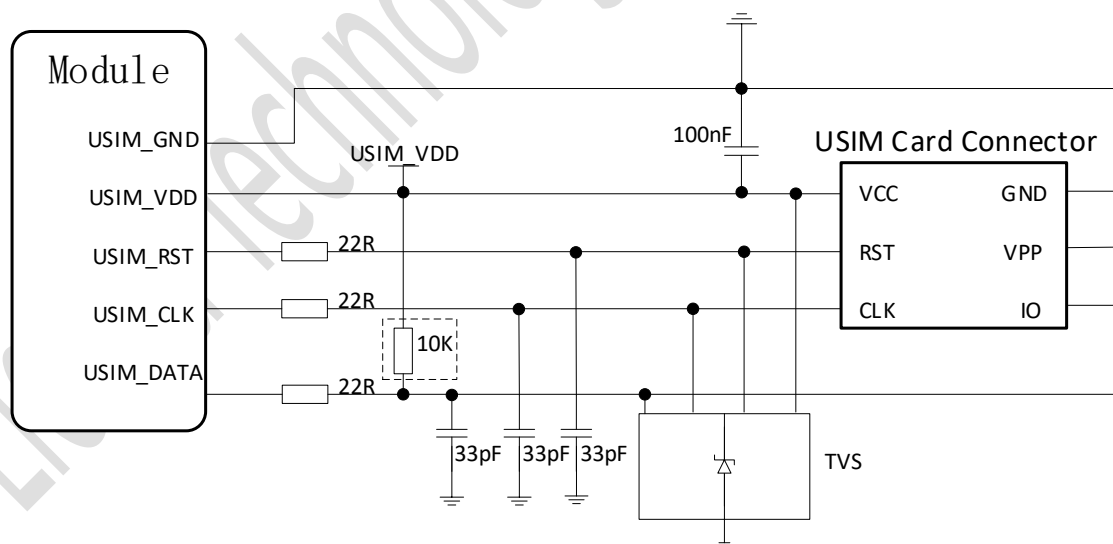 Module
USIM_GND
USIM_VDD
USIM_RST
USIM_CLK
USIM_DATA
USIM_VDD
22R
22R
22R
10K
33pF
33pF
33pF
100nF
USIM Card Connector
VCC
GND
RST
VPP
CLK
IO
TVS